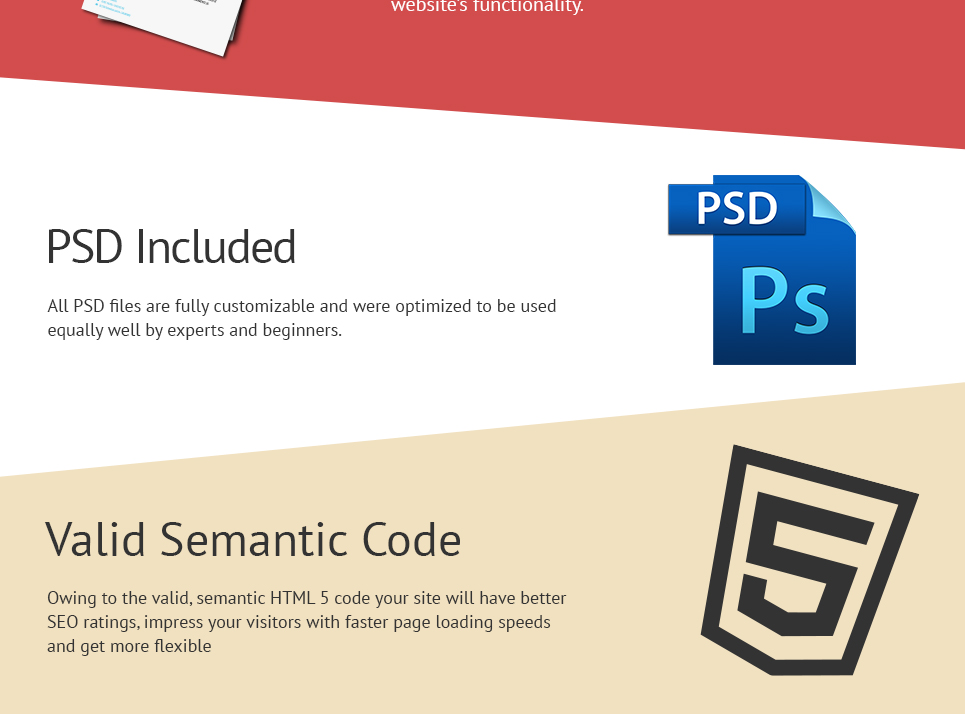 website's functionality.
PSD Included
All PSD files are fully customizable and were optimized to be used
equally well by experts and beginners.
PSD
Ps
Valid Semantic Code
Owing to the valid, semantic HTML 5 code your site will have better
SEO ratings, impress your visitors with faster page loading speeds
and get more flexible
5